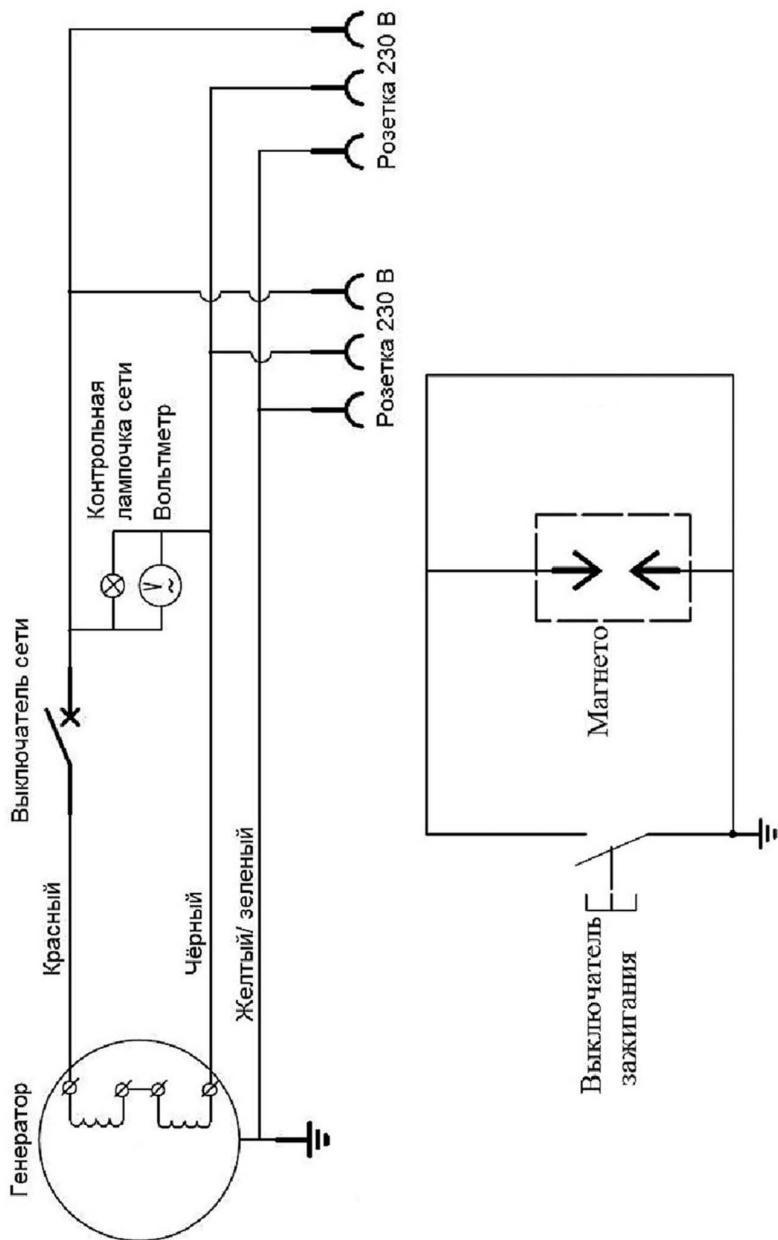 Генератор
Красный
Чёрный
Желтый/ зеленый
Выключатель сети
Контрольная
лампочка сети
Вольтметр
V
~
Розетка 230 В
Розетка 230 В
Выключатель
зажигания
Магнето